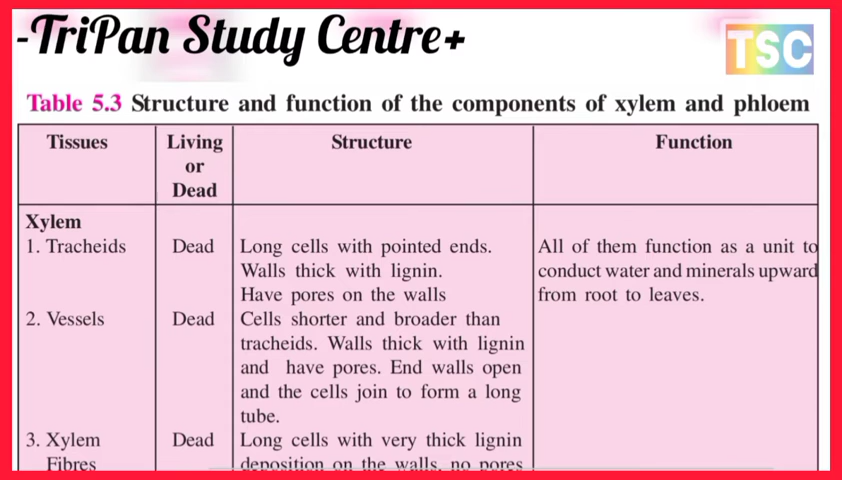 -TriPan Study Centre+
TSC
Table 5.3 Structure and function of the components of xylem and phloem
Tissues
Living
or
Dead
Structure
Function
Xylem
1. Tracheids
Dead
Long cells with pointed ends.
Walls thick with lignin.
Have pores on the walls
All of them function as a unit to
conduct water and minerals upward
from root to leaves.
2. Vessels
Dead
Cells shorter and broader than
tracheids. Walls thick with lignin
and have pores. End walls open
and the cells join to form a long
tube.
3. Xylem
Fibres
Dead
Long cells with very thick lignin
deposition on the walls, no pores